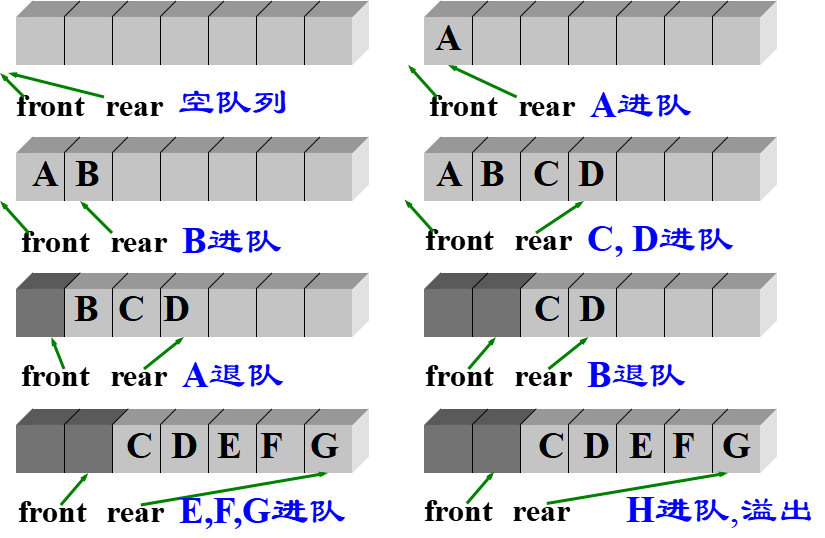 A
front rear 空队列
front rear A进队
A B
A B C D
front rear B进队
front rear C, D进队
B C D
C D
front rear A退队
front rear B退队
C D E F G
C D E F G
front rear E,F,G进队
front rear H进队,溢出